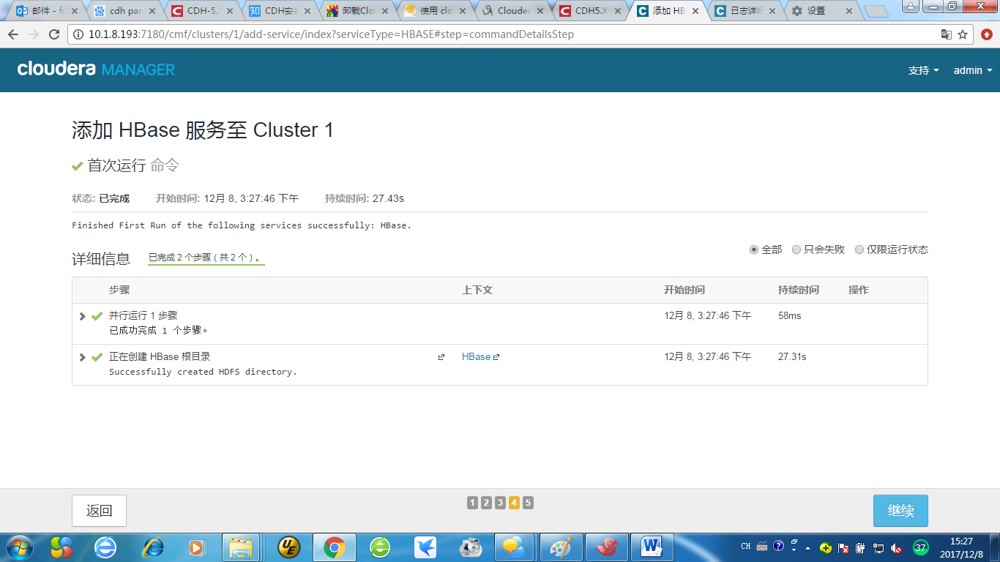 邮件 - fu
cdh par
CDH-5.X
CDH安装
卸载Clou
使用 clo
Clouder
CDH5.X
添加 HB
日志详细
设置
10.1.8.193:7180/cmf/clusters/1/add-service/index?serviceType=HBASE#step=commandDetailsStep
cloudera MANAGER
支持
admin
添加 HBase 服务至 Cluster 1
首次运行 命令
状态: 已完成 开始时间: 12月 8, 3:27:46 下午 持续时间: 27.43s
Finished First Run of the following services successfully: HBase.
全部 只会失败 仅限运行状态
详细信息 已完成 2 个步骤 ( 共 2 个 ) 。
步骤 上下文 开始时间 持续时间 操作
并行运行 1 步骤 12月 8, 3:27:46 下午 58ms
已成功完成 1 个步骤。
正在创建 HBase 根目录 HBase 12月 8, 3:27:46 下午 27.31s
Successfully created HDFS directory.
返回 1 2 3 4 5 继续
CH 37 15:27
2017/12/8